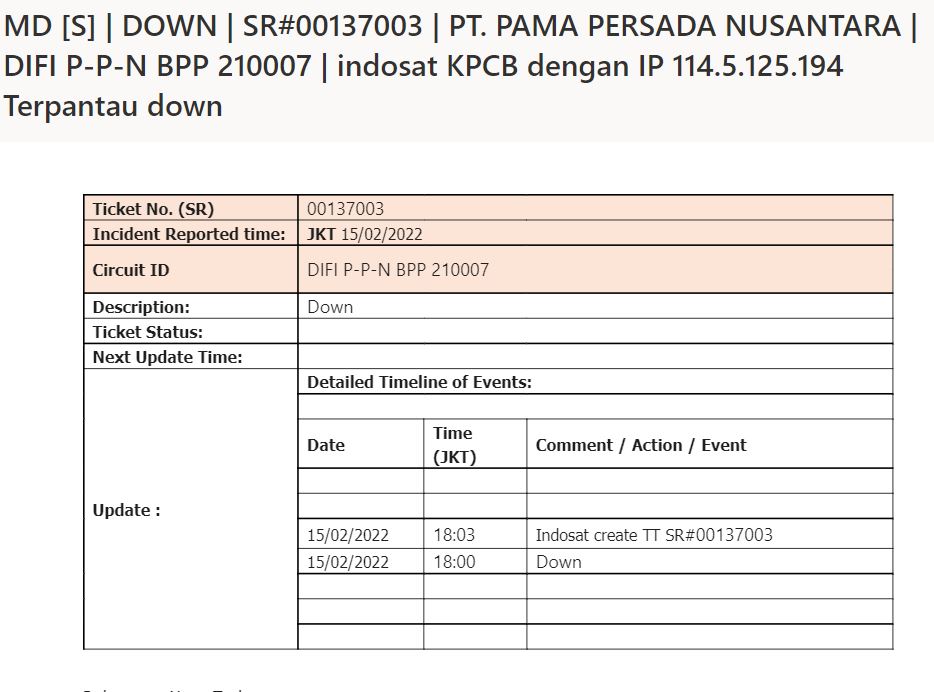 MD [S] | DOWN | SR#00137003 | PT. PAMA PERSADA NUSANTARA |
DIFI P-P-N BPP 210007 | indosat KPCB dengan IP 114.5.125.194
Terpantau down
Ticket No. (SR) 00137003
Incident Reported time: JKT 15/02/2022
Circuit ID DIFI P-P-N BPP 210007
Description: Down
Ticket Status:
Next Update Time:
Update :
Detailed Timeline of Events:
Date Time (JKT) Comment / Action / Event
15/02/2022 18:03 Indosat create TT SR#00137003
15/02/2022 18:00 Down